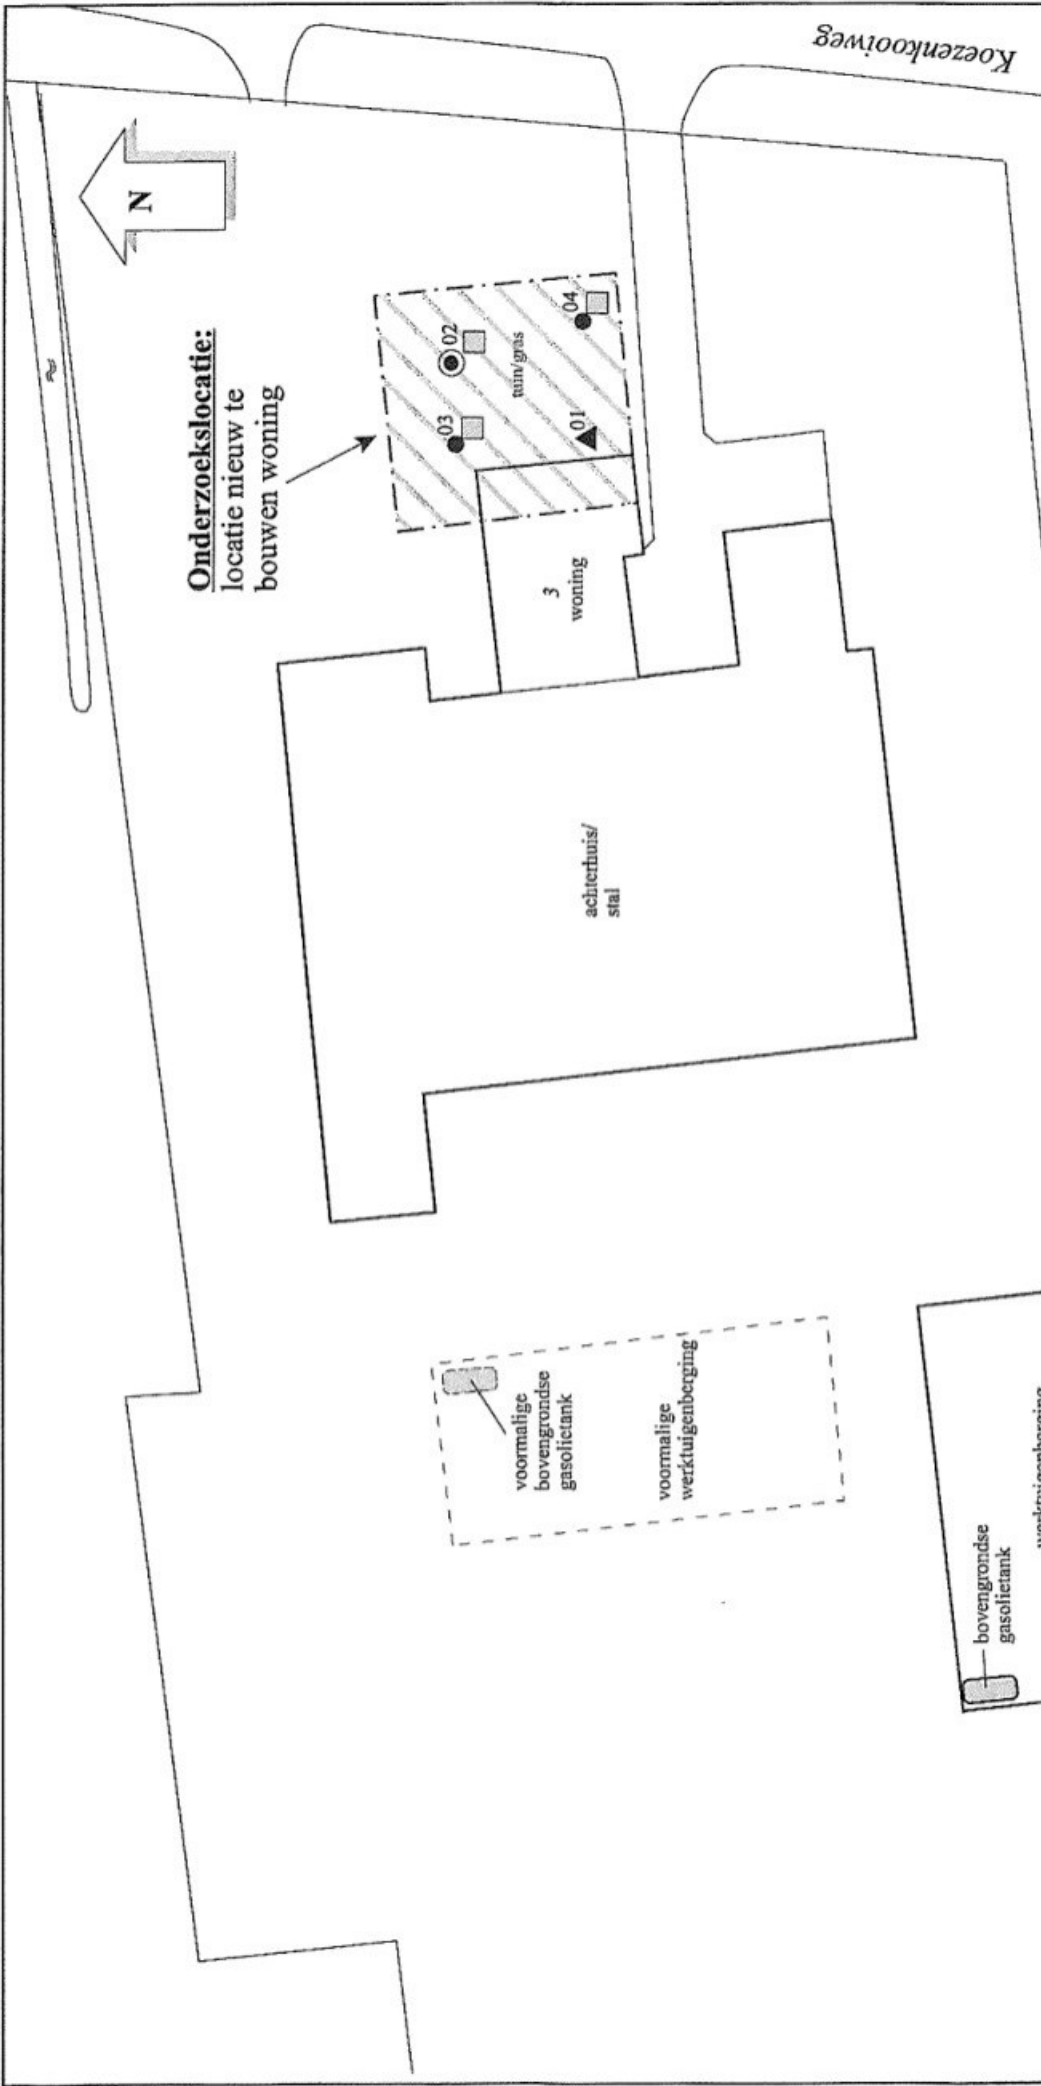 Koezenkooiweg
N
Onderzoekslocatie:
locatie nieuw te
bouwen woning
02
03
04
01
tuin/gras
3
woning
achterhuis/
stal
voormalige
bovengrondse
gasolietank
voormalige
werktuigenberging
bovengrondse
gasolietank